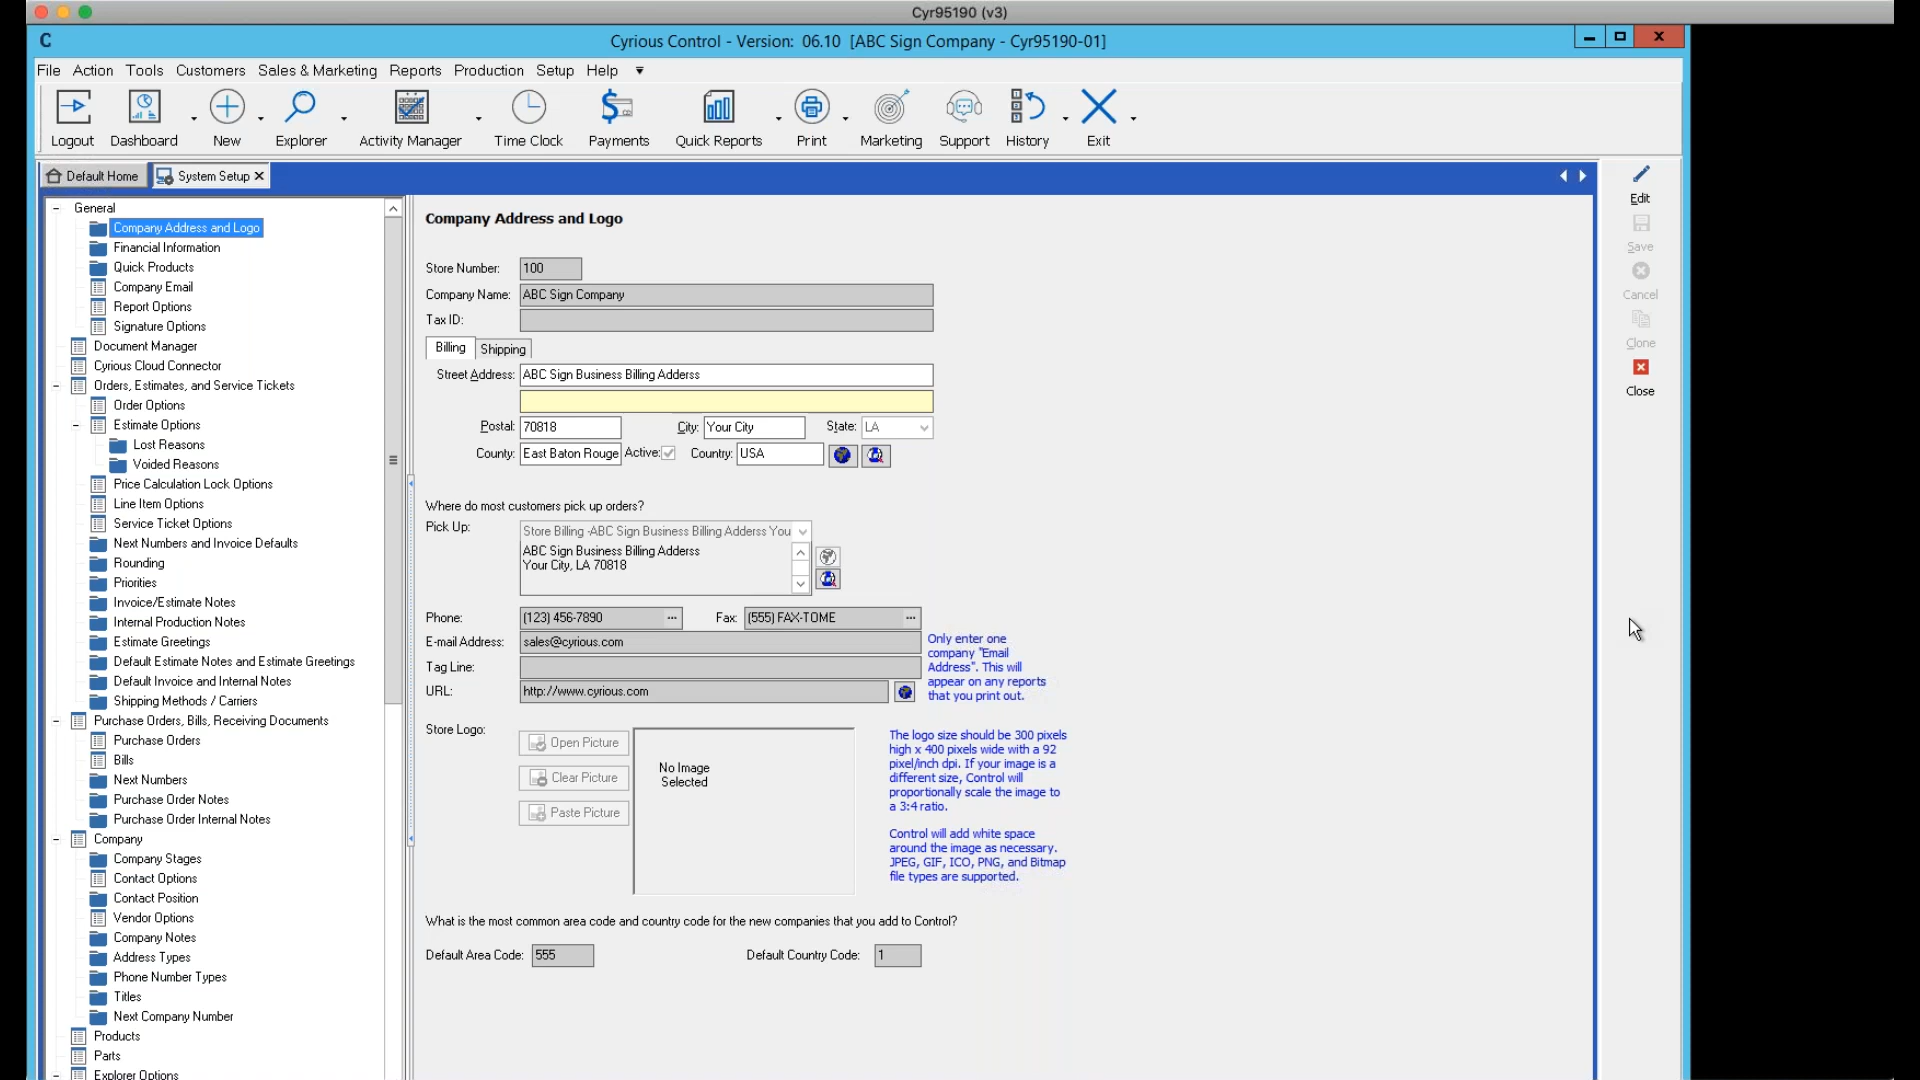 Cyr95190 (v3)
C
Cyrious Control - Version: 06.10 [ABC Sign Company - Cyr95190-01]
File Action Tools Customers Sales & Marketing Reports Production Setup Help
Logout Dashboard New Explorer Activity Manager Time Clock Payments Quick Reports Print Marketing Support History Exit
Default Home System Setup
General
Company Address and Logo
Financial Information
Quick Products
Company Email
Report Options
Signature Options
Document Manager
Cyrious Cloud Connector
Orders, Estimates, and Service Tickets
Order Options
Estimate Options
Lost Reasons
Voided Reasons
Price Calculation Lock Options
Line Item Options
Service Ticket Options
Next Numbers and Invoice Defaults
Rounding
Priorities
Invoice/Estimate Notes
Internal Production Notes
Estimate Greetings
Default Estimate Notes and Estimate Greetings
Default Invoice and Internal Notes
Shipping Methods / Carriers
Purchase Orders, Bills, Receiving Documents
Purchase Orders
Bills
Next Numbers
Purchase Order Notes
Purchase Order Internal Notes
Company
Company Stages
Contact Options
Contact Position
Vendor Options
Company Notes
Address Types
Phone Number Types
Titles
Next Company Number
Products
Parts
Explorer Options
Company Address and Logo
Store Number: 100
Company Name: ABC Sign Company
Tax ID:
Billing Shipping
Street Address: ABC Sign Business Billing Adderss
Postal: 70818 City: Your City State: LA
County: East Baton Rouge Active: Country: USA
Where do most customers pick up orders?
Pick Up: Store Billing -ABC Sign Business Billing Adderss You
ABC Sign Business Billing Adderss
Your City, LA 70818
Phone: (123) 456-7890 ... Fax: (555) FAX-TOME ...
E-mail Address: sales@cyrious.com
Tag Line:
URL: http://www.cyrious.com
Only enter one
company "Email
Address". This will
appear on any reports
that you print out.
Store Logo:
Open Picture
Clear Picture
Paste Picture
No Image
Selected
The logo size should be 300 pixels
high x 400 pixels wide with a 92
pixel/inch dpi. If your image is a
different size, Control will
proportionally scale the image to
a 3:4 ratio.
Control will add white space
around the image as necessary.
JPEG, GIF, ICO, PNG, and Bitmap
file types are supported.
What is the most common area code and country code for the new companies that you add to Control?
Default Area Code: 555 Default Country Code: 1
Edit
Save
Cancel
Clone
Close